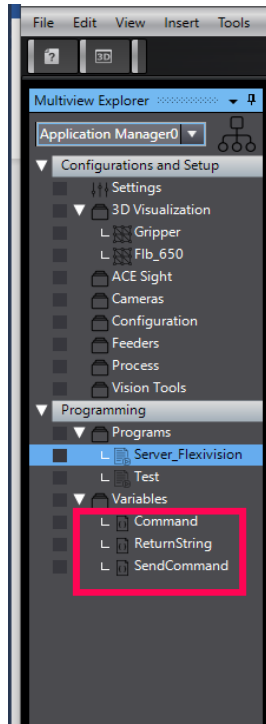 File Edit View Insert Tools
3D
Multiview Explorer
Application Manager0
Configurations and Setup
Settings
3D Visualization
Gripper
Flb_650
ACE Sight
Cameras
Configuration
Feeders
Process
Vision Tools
Programming
Programs
Server_Flexivision
Test
Variables
Command
ReturnString
SendCommand